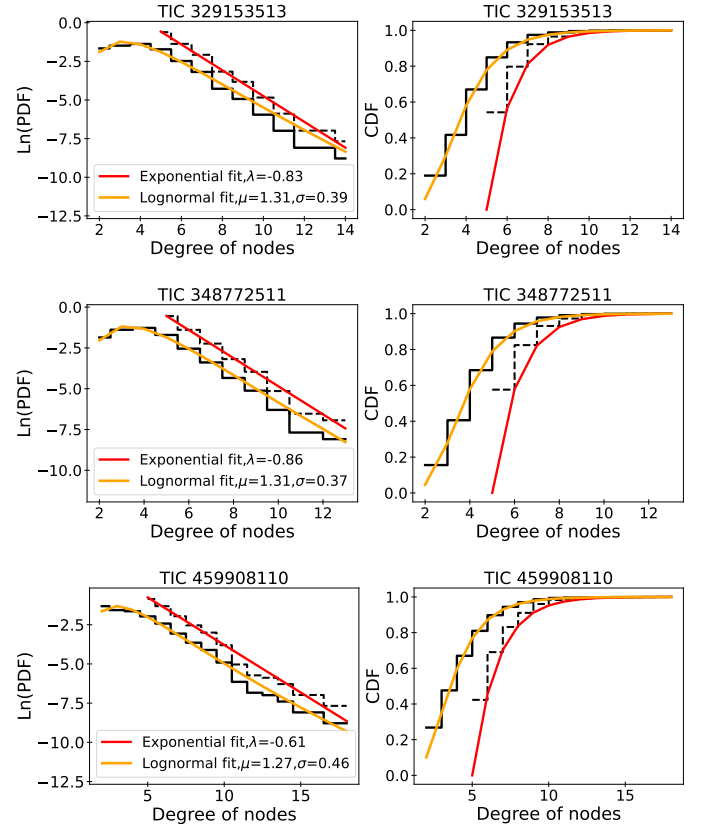 TIC 329153513
0.0
−2.5
−5.0
−7.5
−10.0
−12.5
Ln(PDF)
Exponential fit,λ=-0.83
Lognormal fit,μ=1.31,σ=0.39
2 4 6 8 10 12 14
Degree of nodes
TIC 329153513
1.0
0.8
0.6
0.4
0.2
0.0
CDF
2 4 6 8 10 12 14
Degree of nodes
TIC 348772511
0.0
−2.5
−5.0
−7.5
−10.0
Ln(PDF)
Exponential fit,λ=-0.86
Lognormal fit,μ=1.31,σ=0.37
2 4 6 8 10 12
Degree of nodes
TIC 348772511
1.0
0.8
0.6
0.4
0.2
0.0
CDF
2 4 6 8 10 12
Degree of nodes
TIC 459908110
−2.5
−5.0
−7.5
−10.0
−12.5
Ln(PDF)
Exponential fit,λ=-0.61
Lognormal fit,μ=1.27,σ=0.46
5 10 15
Degree of nodes
TIC 459908110
1.0
0.8
0.6
0.4
0.2
0.0
CDF
5 10 15
Degree of nodes